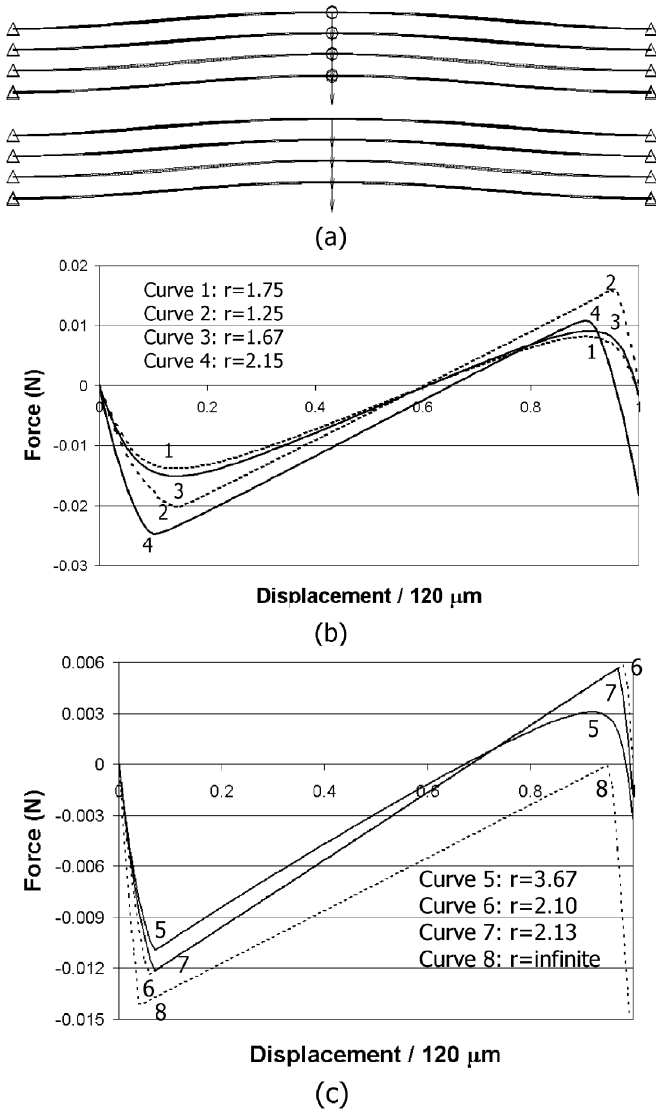 (a)
0.02
0.01
0
-0.01
-0.02
-0.03
Force (N)
Curve 1: r=1.75
Curve 2: r=1.25
Curve 3: r=1.67
Curve 4: r=2.15
0 0.2 0.4 0.6 0.8 1
1
3
2
4
2
4
3
1
Displacement / 120 μm
(b)
0.006
0.003
0
-0.003
-0.006
-0.009
-0.012
-0.015
Force (N)
0 0.2 0.4 0.6 0.8 1
6
7
5
8
5
7
6
8
Curve 5: r=3.67
Curve 6: r=2.10
Curve 7: r=2.13
Curve 8: r=infinite
Displacement / 120 μm
(c)